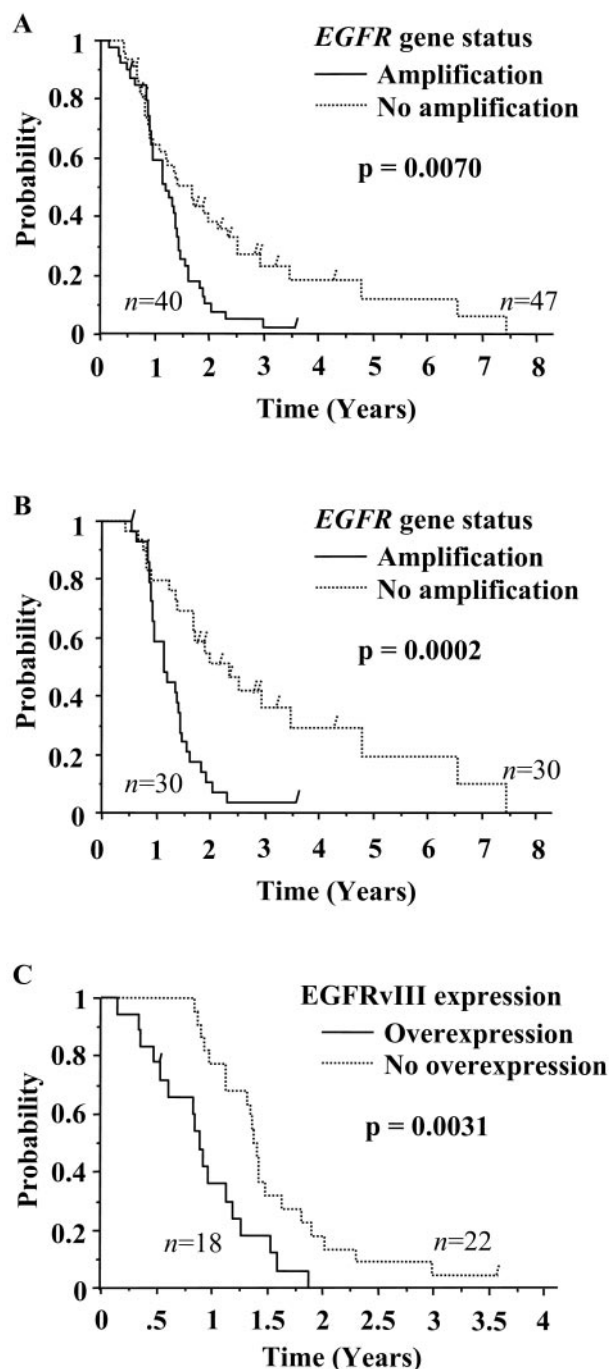 A
EGFR gene status
Amplification
No amplification
p = 0.0070
Probability
1
0.8
0.6
0.4
0.2
0
n=40
n=47
0 1 2 3 4 5 6 7 8
Time (Years)
B
EGFR gene status
Amplification
No amplification
p = 0.0002
Probability
1
0.8
0.6
0.4
0.2
0
n=30
n=30
0 1 2 3 4 5 6 7 8
Time (Years)
C
EGFRvIII expression
Overexpression
No overexpression
p = 0.0031
Probability
1
0.8
0.6
0.4
0.2
0
n=18
n=22
0 .5 1 1.5 2 2.5 3 3.5 4
Time (Years)